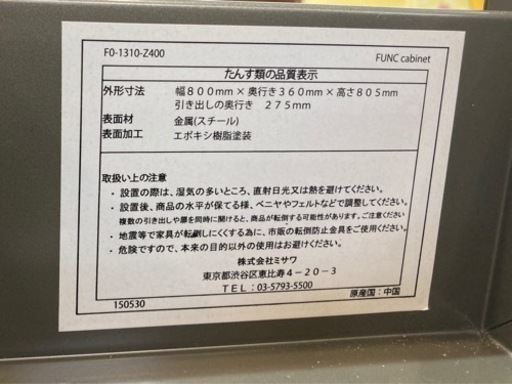 F0-1310-Z400
FUNC cabinet
たんす類の品質表示
外形寸法 幅800mm×奥行き360mm×高さ805mm
引き出しの奥行き 275mm
表面材 金属(スチール)
表面加工 エポキシ樹脂塗装
取扱い上の注意
・設置の際は、湿気の多いところ、直射日光又は熱を避けてください。
・設置後、商品の水平が保てる様、ベニヤやフェルトなどで調整してください。
複数の引き出しや扉を同時に開けると、商品が転倒する可能性があります。ご注意ください
・地震等で家具が転倒しにくくする為に、市販の転倒防止金具をご使用ください。
・危険ですので、本来の目的以外の使用はお避けください。
株式会社ミサワ
東京都渋谷区恵比寿4-20-3
TEL:03-5793-5500
150530
原産国:中国